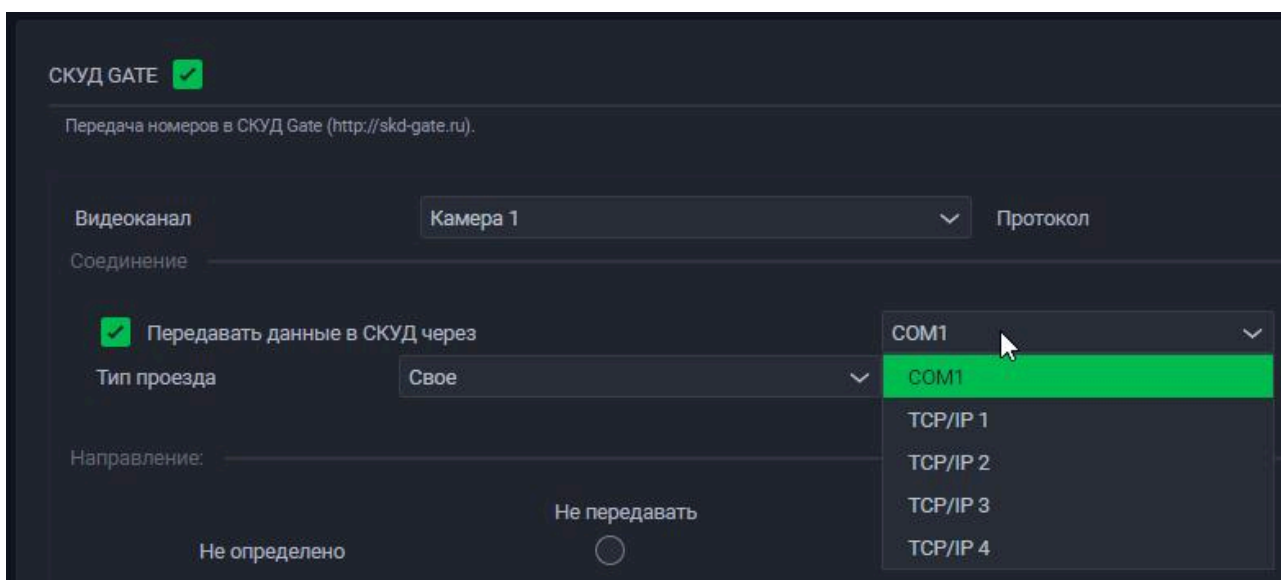 СКУД GATE
Передача номеров в СКУД Gate (http://skd-gate.ru).
Видеоканал Камера 1 Протокол
Соединение
Передавать данные в СКУД через COM1
Тип проезда Свое COM1
TCP/IP 1
Направление: TCP/IP 2
Не передавать TCP/IP 3
Не определено TCP/IP 4